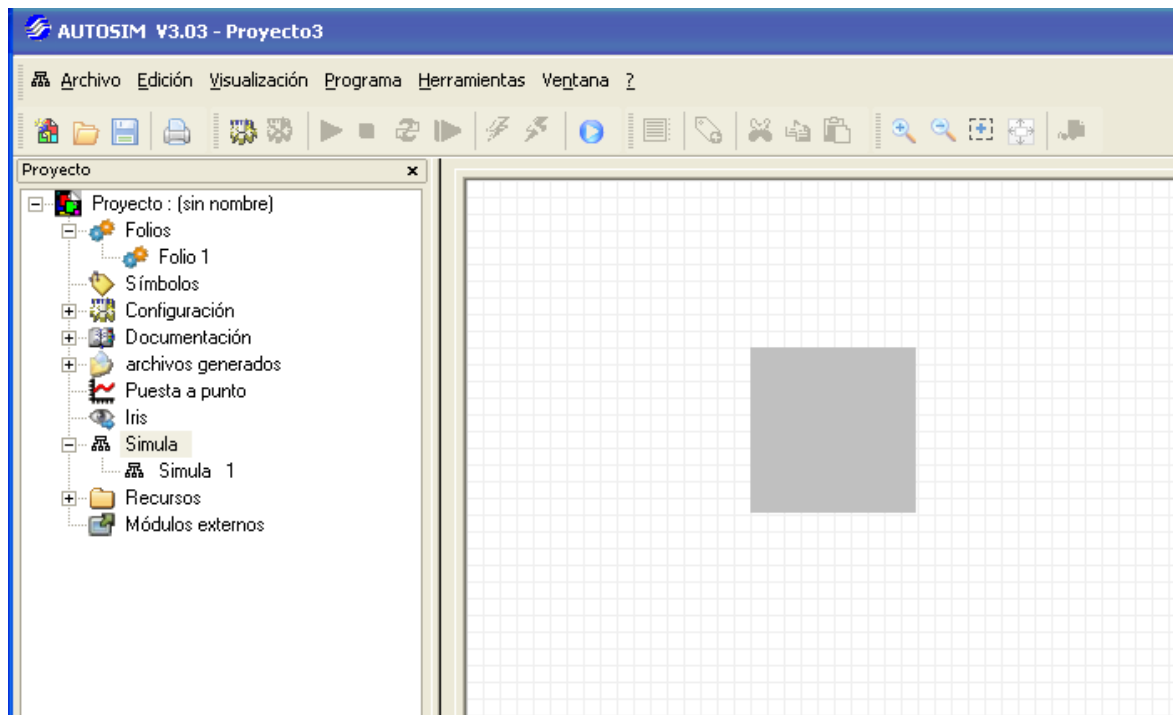 AUTOSIM V3.03 - Proyecto3
Archivo Edición Visualización Programa Herramientas Ventana ?
Proyecto x
Proyecto : (sin nombre)
Folios
Folio 1
Símbolos
Configuración
Documentación
archivos generados
Puesta a punto
Iris
Simula
Simula 1
Recursos
Módulos externos